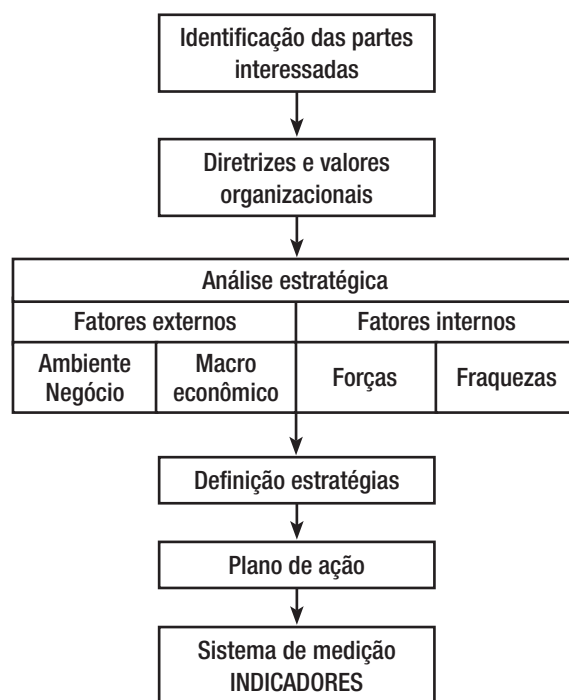 Identificação das partes
interessadas
Diretrizes e valores
organizacionais
Análise estratégica
Fatores externos
Fatores internos
Ambiente
Negócio
Macro
econômico
Forças
Fraquezas
Definição estratégias
Plano de ação
Sistema de medição
INDICADORES